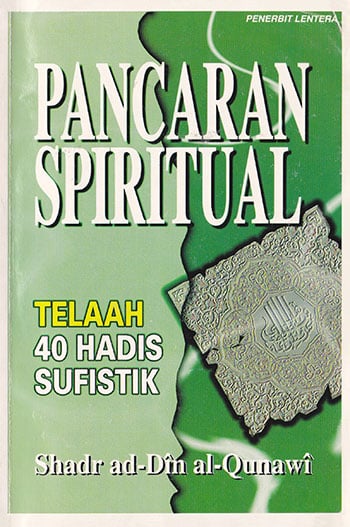 PENERBIT LENTERA
PANCARAN
SPIRITUAL
TELAAH
40 HADIS
SUFISTIK
Shadr ad-Dîn al-Qunawî